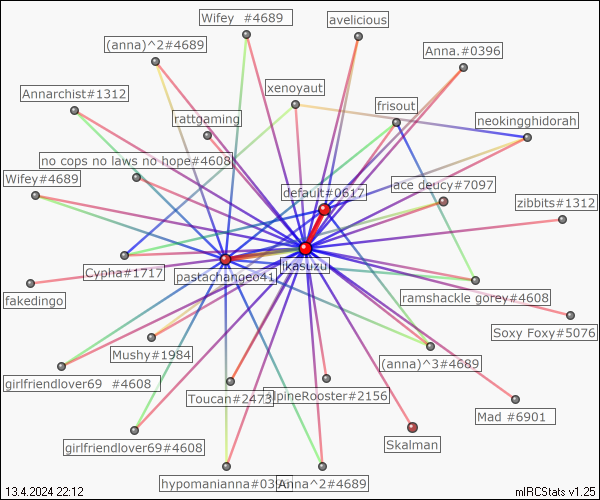 Wifey  #4689
avelicious
(anna)^2#4689
Anna.#0396
Annarchist#1312
xenoyaut
frisout
rattgaming
neokingghidorah
no cops no laws no hope#4608
Wifey#4689
default#0617
ace deucy#7097
zibbits#1312
Cypha#1717
pastachangeo41
ikasuzu
fakedingo
ramshackle gorey#4608
Soxy Foxy#5076
Mushy#1984
(anna)^3#4689
girlfriendlover69  #4608
Toucan#2473
lpineRooster#2156
Mad #6901
girlfriendlover69#4608
Skalman
hypomanianna#0396
Anna^2#4689
13.4.2024 22:12
mIRCStats v1.25